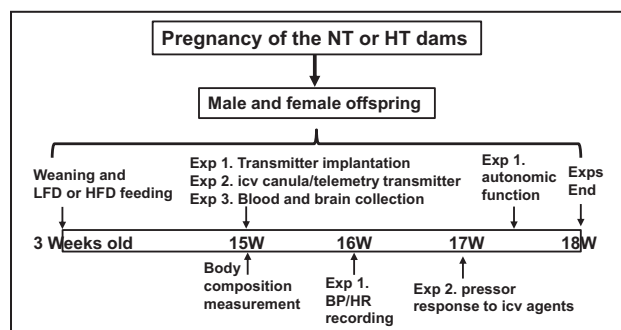 Pregnancy of the NT or HT dams
Male and female offspring
Weaning and
LFD or HFD feeding
Exp 1. Transmitter implantation
Exp 2. icv canula/telemetry transmitter
Exp 3. Blood and brain collection
Exp 1.
autonomic
function
Exps
End
3 Weeks old
15W
16W
17W
18W
Body
composition
measurement
Exp 1.
BP/HR
recording
Exp 2. pressor
response to icv agents